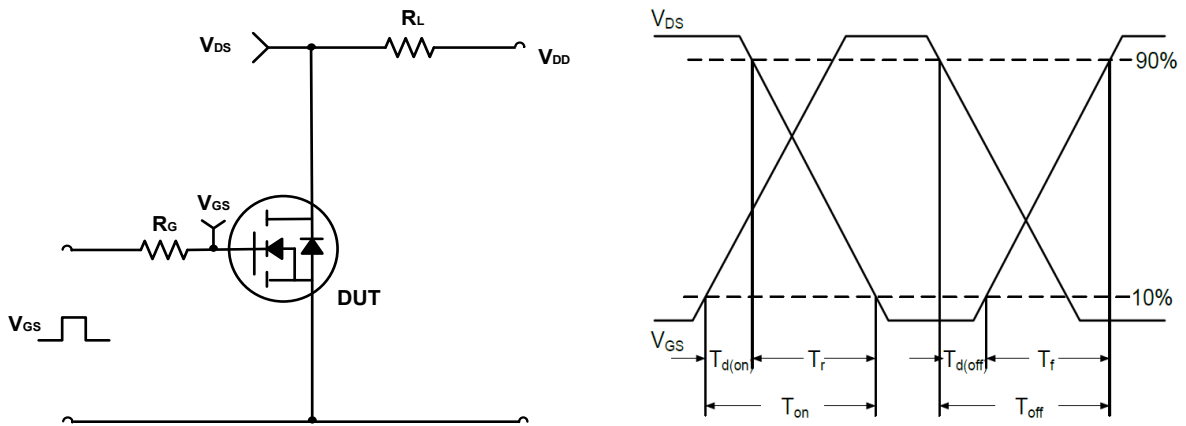 RL
VDS
VDD
VGS
RG
DUT
VGS
VDS
90%
10%
VGS
Td(on)
Tr
Td(off)
Tf
Ton
Toff